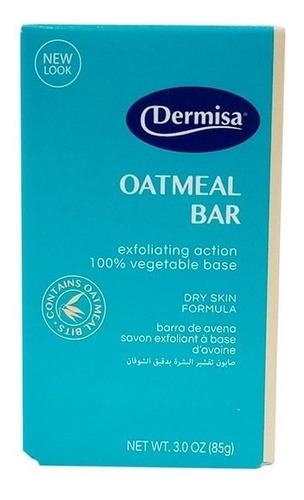 NEW
LOOK
Dermisa®
OATMEAL
BAR
exfoliating action
100% vegetable base
• CONTAINS OATMEAL BITS •
DRY SKIN
FORMULA
barra de avena
savon exfoliant à base
d'avoine
صابون تقشير البشرة بدقيق الشوفان
NET WT. 3.0 OZ (85g)